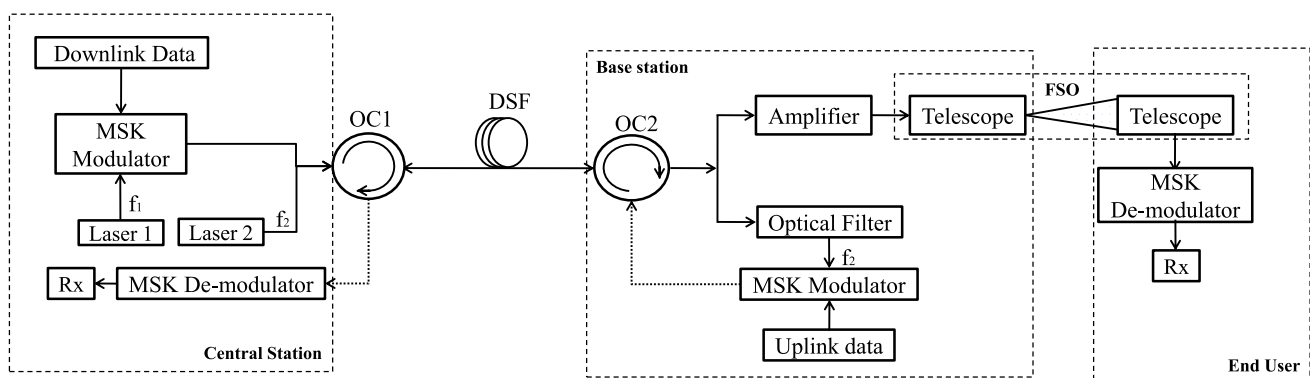 Downlink Data
MSK
Modulator
f1
Laser 1
Laser 2
f2
Rx
MSK De-modulator
Central Station
OC1
DSF
Base station
OC2
Amplifier
Telescope
FSO
Telescope
Optical Filter
f2
MSK Modulator
Uplink data
MSK
De-modulator
Rx
End User